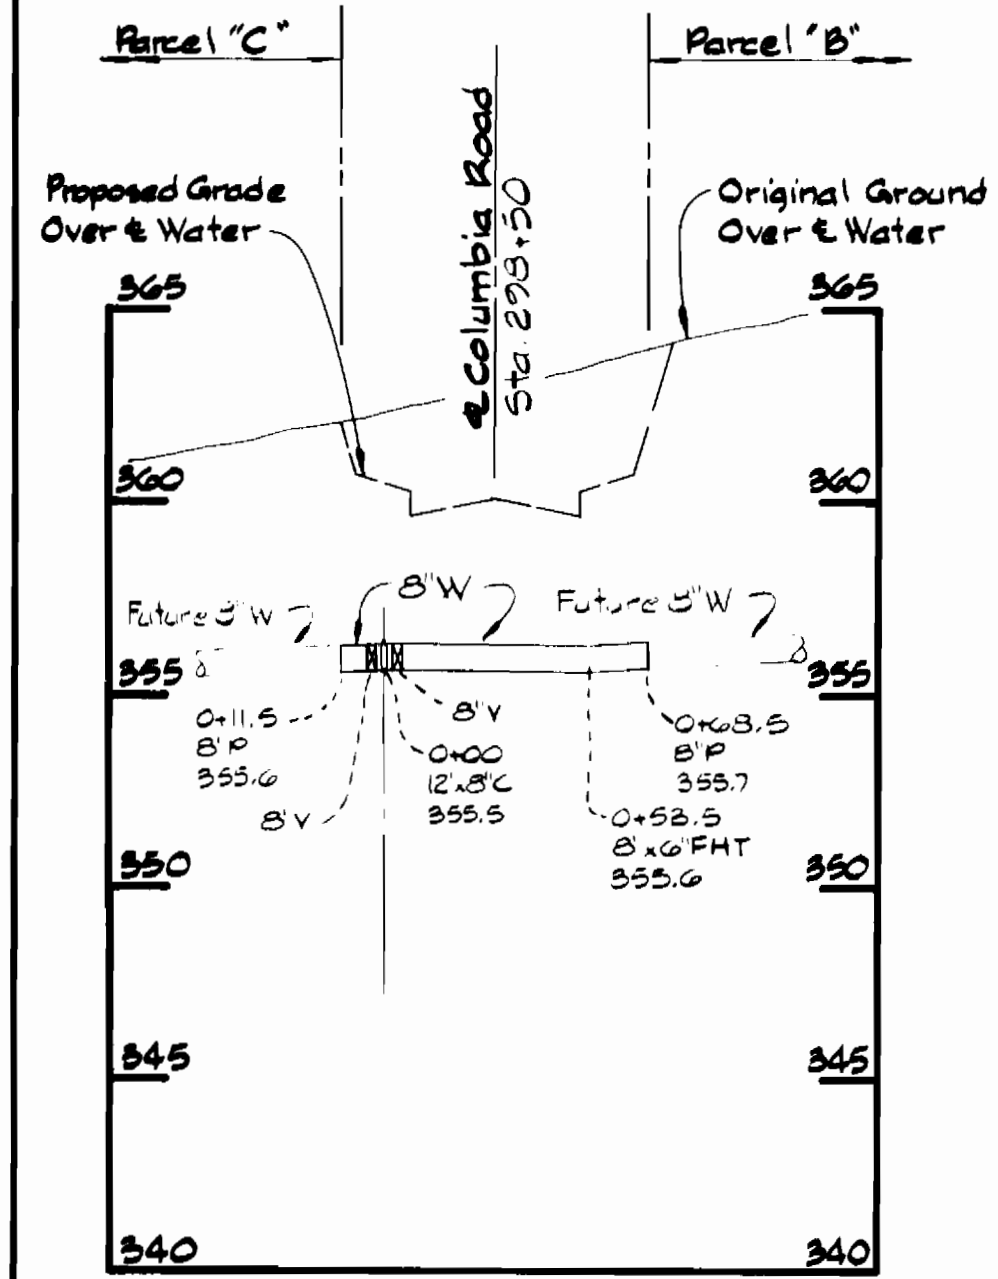 Parcel "C"
Parcel "B"
℄ Columbia Road
Sta. 298+50
Proposed Grade
Over ℄ Water
Original Ground
Over ℄ Water
365
365
360
360
8"W
Future 8"W
Future 8"W
355
355
0+11.5
8"P
355.6
8"V
8"V
0+00
12"x8"C
355.5
0+68.5
8"P
355.7
0+53.5
8"x6"FHT
355.6
350
350
345
345
340
340